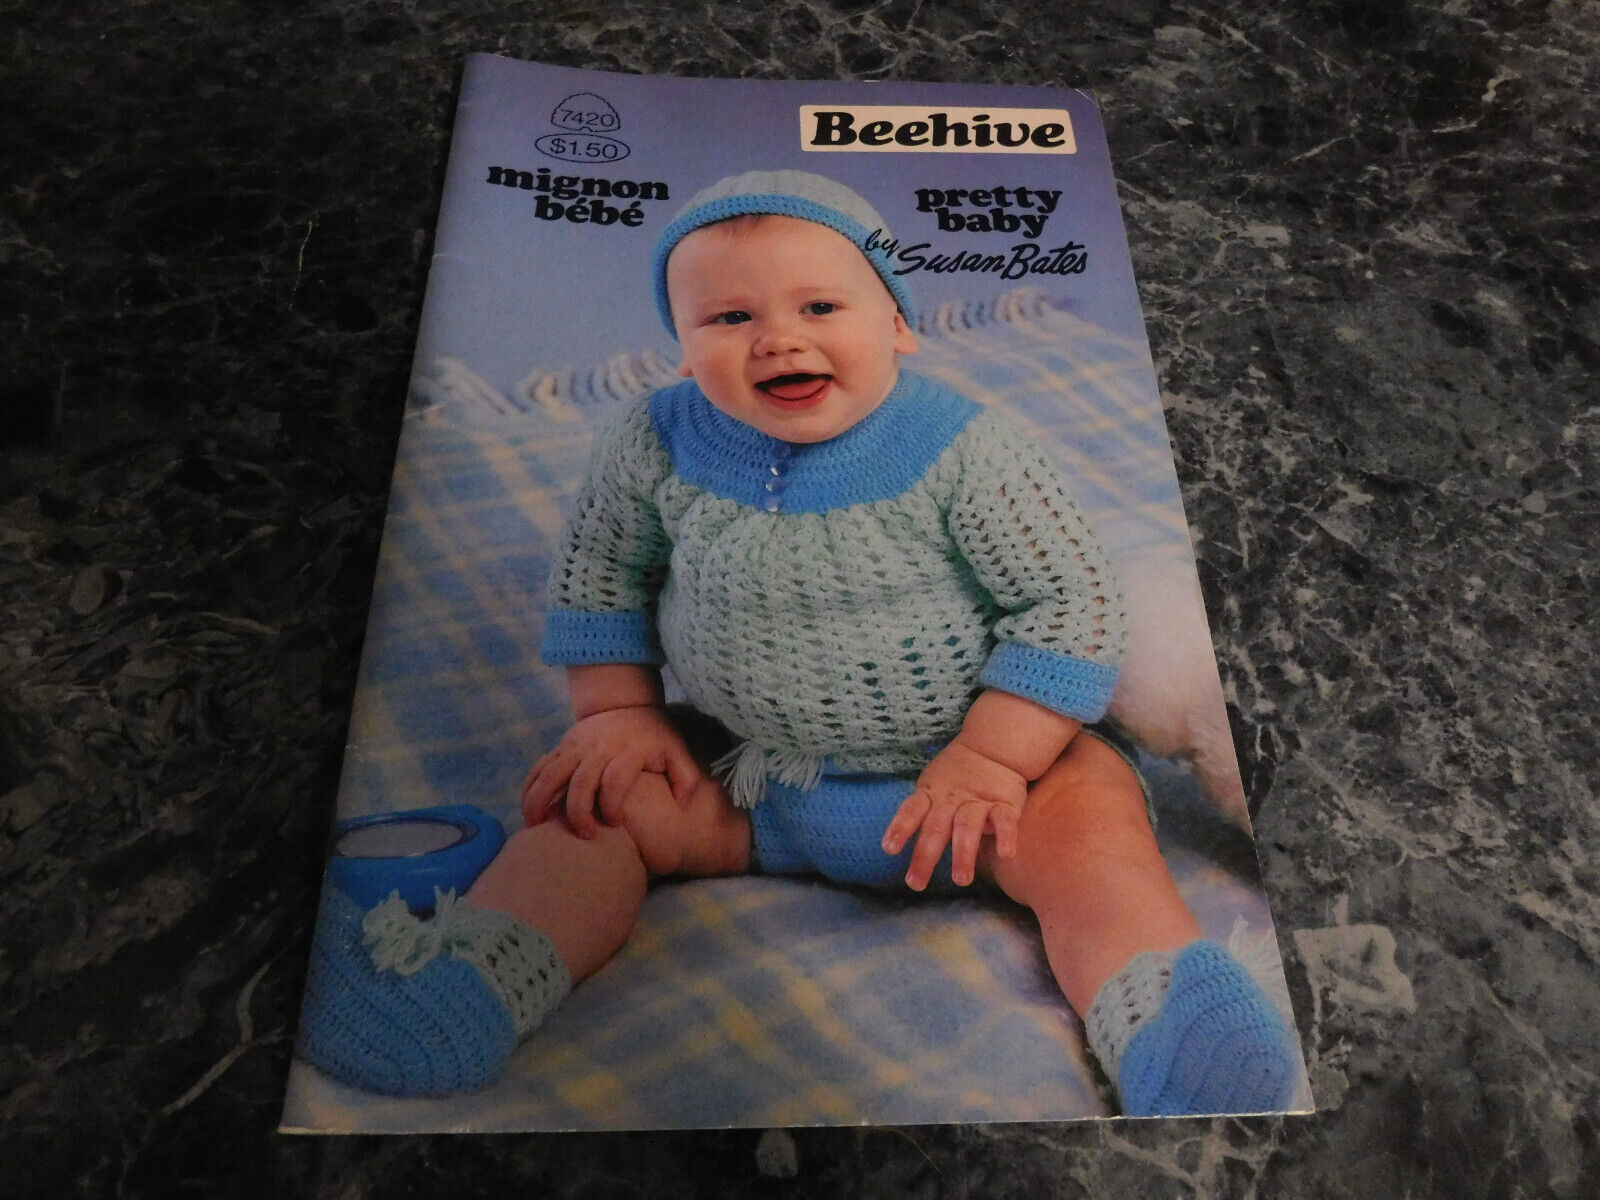 7420
$1.50
mignon
bébé
Beehive
pretty
baby
by Susan Bates